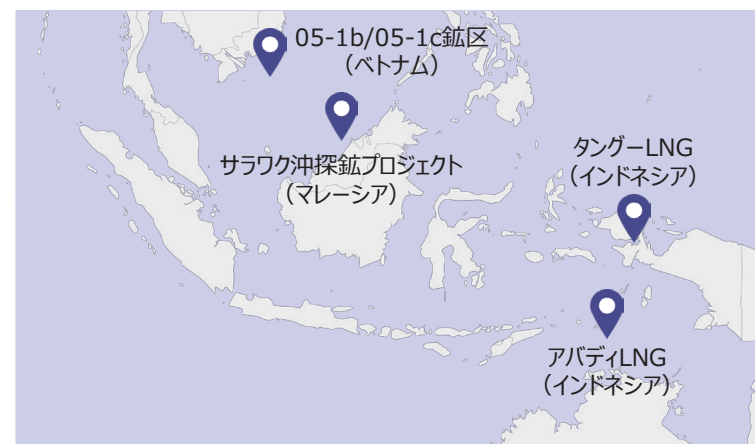 05-1b/05-1c鉱区
（ベトナム）
サラワク沖探鉱プロジェクト
（マレーシア）
タングーLNG
（インドネシア）
アバディLNG
（インドネシア）